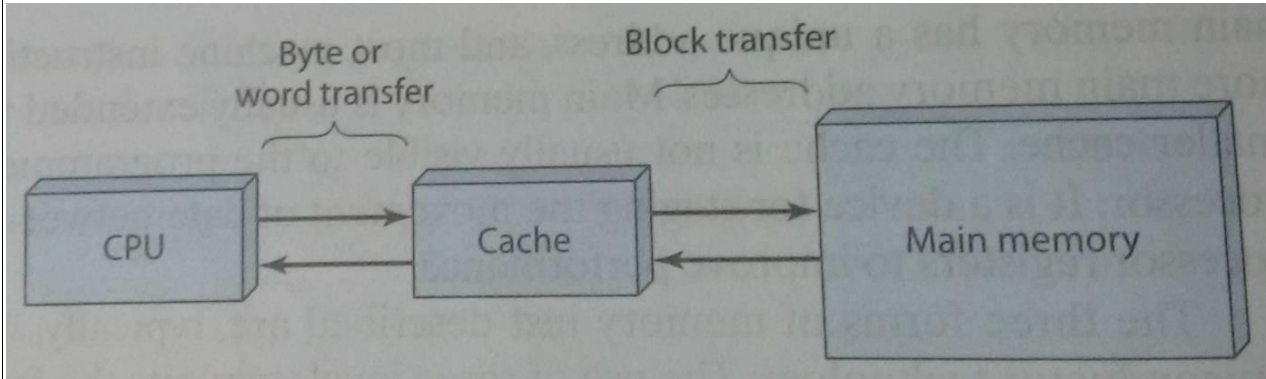 Byte or
word transfer
Block transfer
CPU
Cache
Main memory